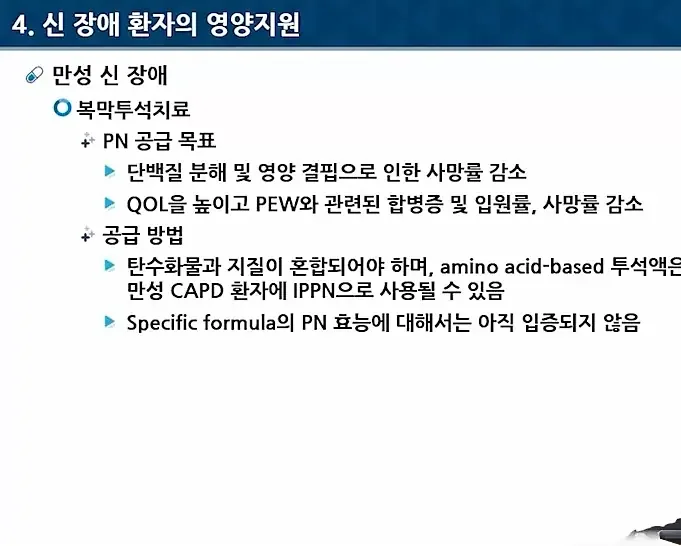 4. 신 장애 환자의 영양지원
만성 신 장애
복막투석치료
PN 공급 목표
단백질 분해 및 영양 결핍으로 인한 사망률 감소
QOL을 높이고 PEW와 관련된 합병증 및 입원률, 사망률 감소
공급 방법
탄수화물과 지질이 혼합되어야 하며, amino acid-based 투석액은
만성 CAPD 환자에 IPPN으로 사용될 수 있음
Specific formula의 PN 효능에 대해서는 아직 입증되지 않음